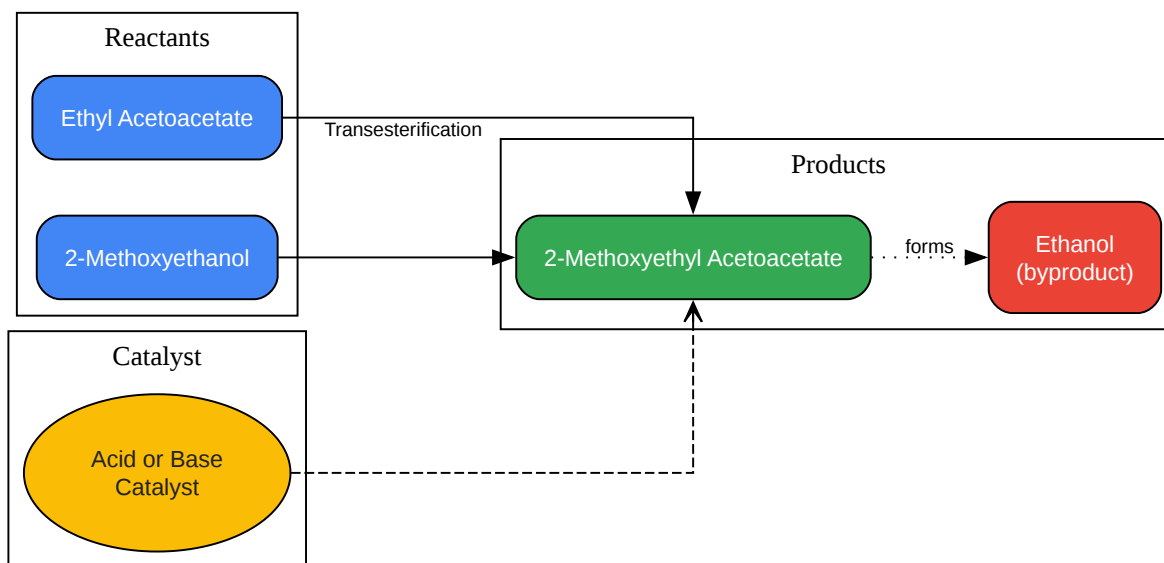 Reactants
Ethyl Acetoacetate
Transesterification
2-Methoxyethanol
Products
2-Methoxyethyl Acetoacetate
forms
Ethanol
(byproduct)
Catalyst
Acid or Base
Catalyst